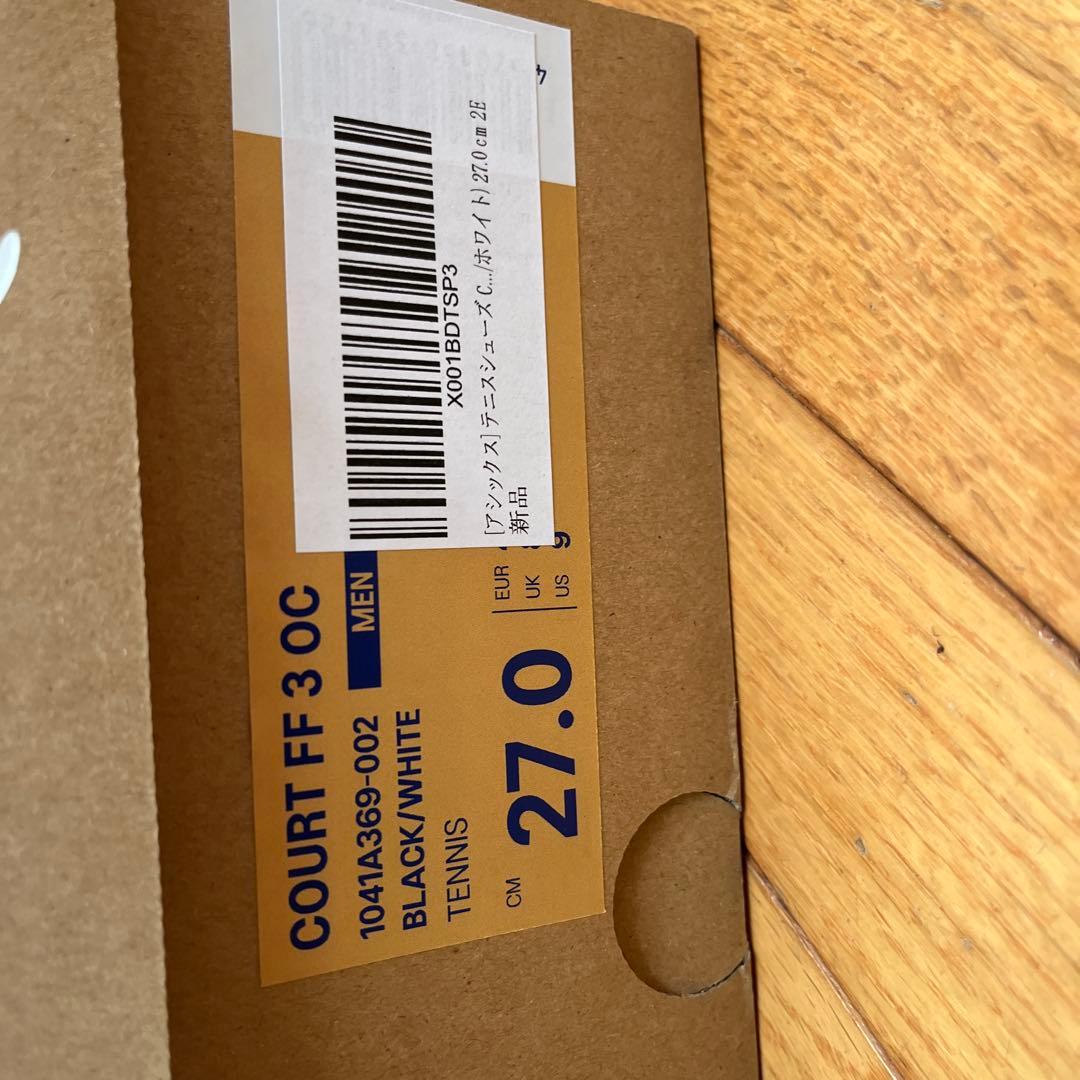 COURT FF 3 OC
1041A369-002 MEN
BLACK/WHITE
TENNIS
CM 27.0
EUR
UK
US 9
X001BDTSP3
[アシックス] テニスシューズ C.../ホワイト) 27.0cm 2E
新品